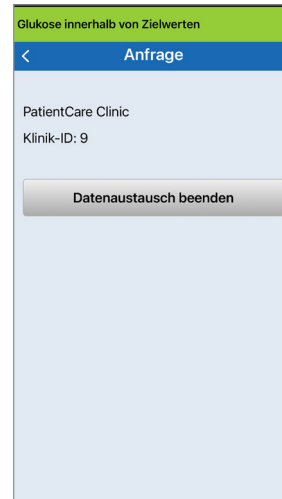 Glukose innerhalb von Zielwerten
Anfrage
PatientCare Clinic
Klinik-ID: 9
Datenaustausch beenden